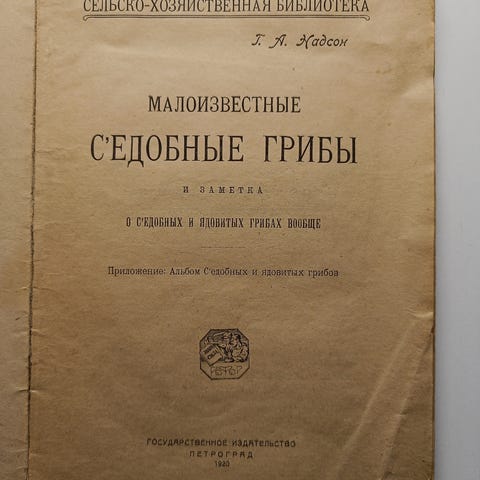 СЕЛЬСКО-ХОЗЯЙСТВЕННАЯ БИБЛИОТЕКА
Г. А. Надсон
МАЛОИЗВЕСТНЫЕ
С'ЕДОБНЫЕ ГРИБЫ
И ЗАМЕТКА
О С'ЕДОБНЫХ И ЯДОВИТЫХ ГРИБАХ ВООБЩЕ
Приложение: Альбом С'едобных и ядовитых грибов
ГОСУДАРСТВЕННОЕ ИЗДАТЕЛЬСТВО
ПЕТРОГРАД
1920